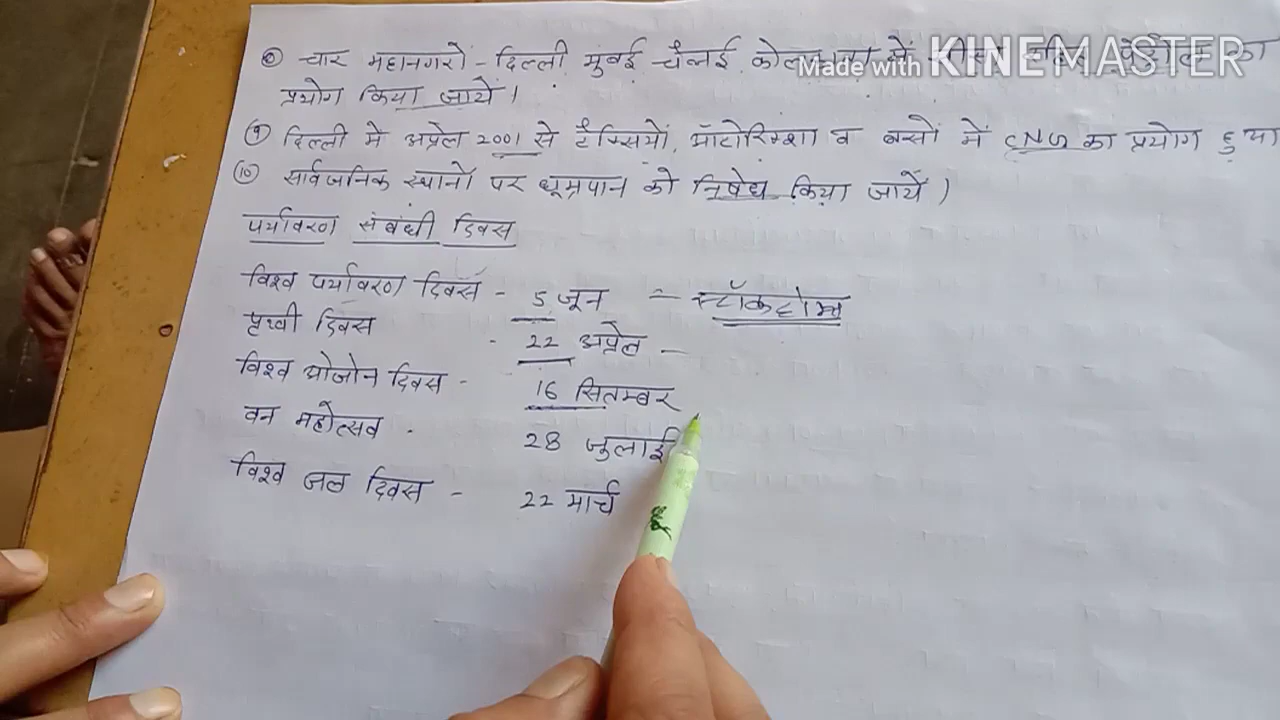 चार महानगरों - दिल्ली मुंबई चैन्नई कोलकाता में
Made with KINEMASTER
प्रयोग किया जायें।
⑨ दिल्ली में अप्रेल 2001 से टैक्सियों, ऑटोरिक्शा व बसों में CNG का प्रयोग
⑩ सार्वजनिक स्थानों पर धूम्रपान को निषेध किया जायें)
पर्यावरण संबंधी दिवस
विश्व पर्यावरण दिवस - 5 जून = स्टॉकहोम
पृथ्वी दिवस - 22 अप्रेल -
विश्व ओजोन दिवस - 16 सितम्बर
वन महोत्सव - 28 जुलाई
विश्व जल दिवस - 22 मार्च